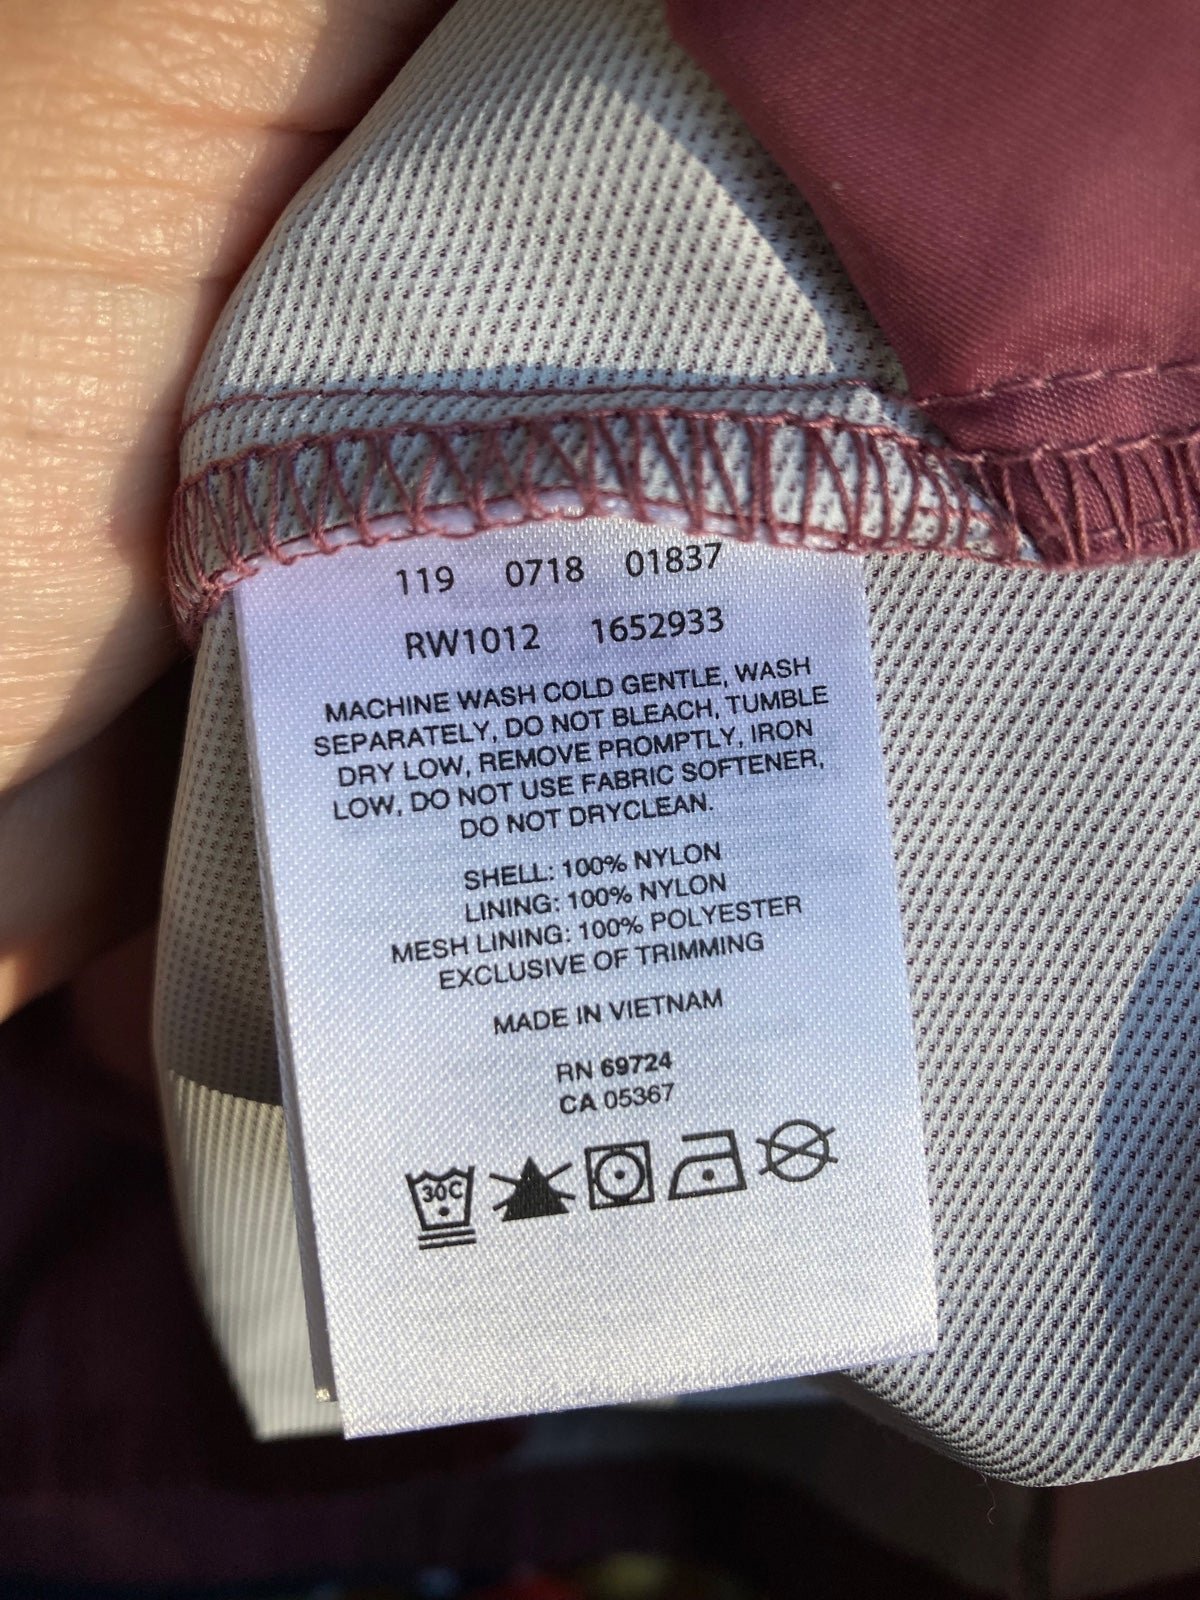 119 0718 01837
RW1012 1652933
MACHINE WASH COLD GENTLE, WASH
SEPARATELY, DO NOT BLEACH, TUMBLE
DRY LOW, REMOVE PROMPTLY, IRON
LOW, DO NOT USE FABRIC SOFTENER,
DO NOT DRYCLEAN.
SHELL: 100% NYLON
LINING: 100% NYLON
MESH LINING: 100% POLYESTER
EXCLUSIVE OF TRIMMING
MADE IN VIETNAM
RN 69724
CA 05367
30C